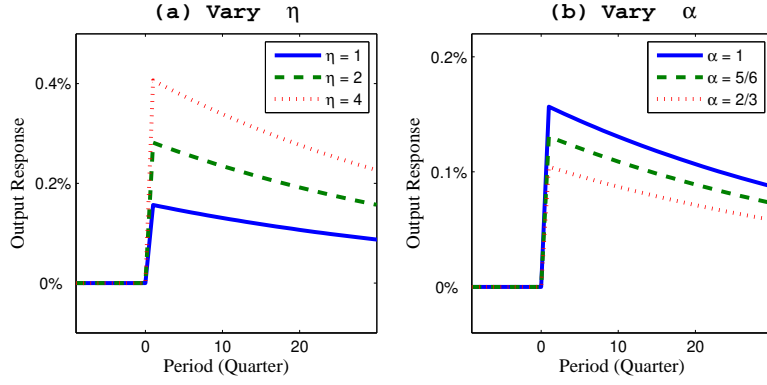 (a) Vary η
Output Response
0.4%
0.2%
0%
η = 1
η = 2
η = 4
0
10
20
Period (Quarter)
(b) Vary α
Output Response
0.2%
0.1%
0%
α = 1
α = 5/6
α = 2/3
0
10
20
Period (Quarter)